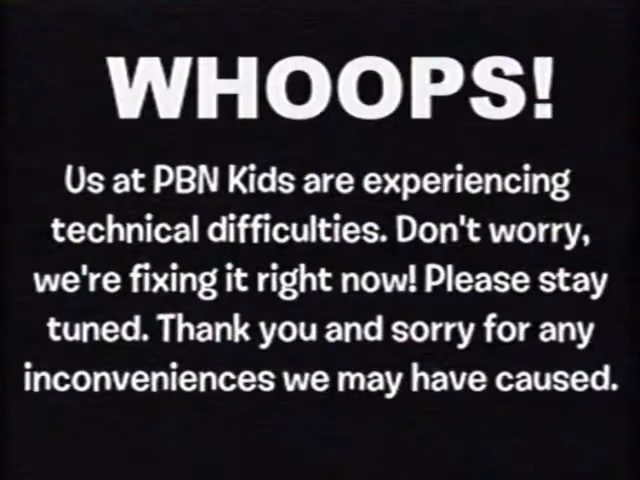 WHOOPS!
Us at PBN Kids are experiencing
technical difficulties. Don't worry,
we're fixing it right now! Please stay
tuned. Thank you and sorry for any
inconveniences we may have caused.